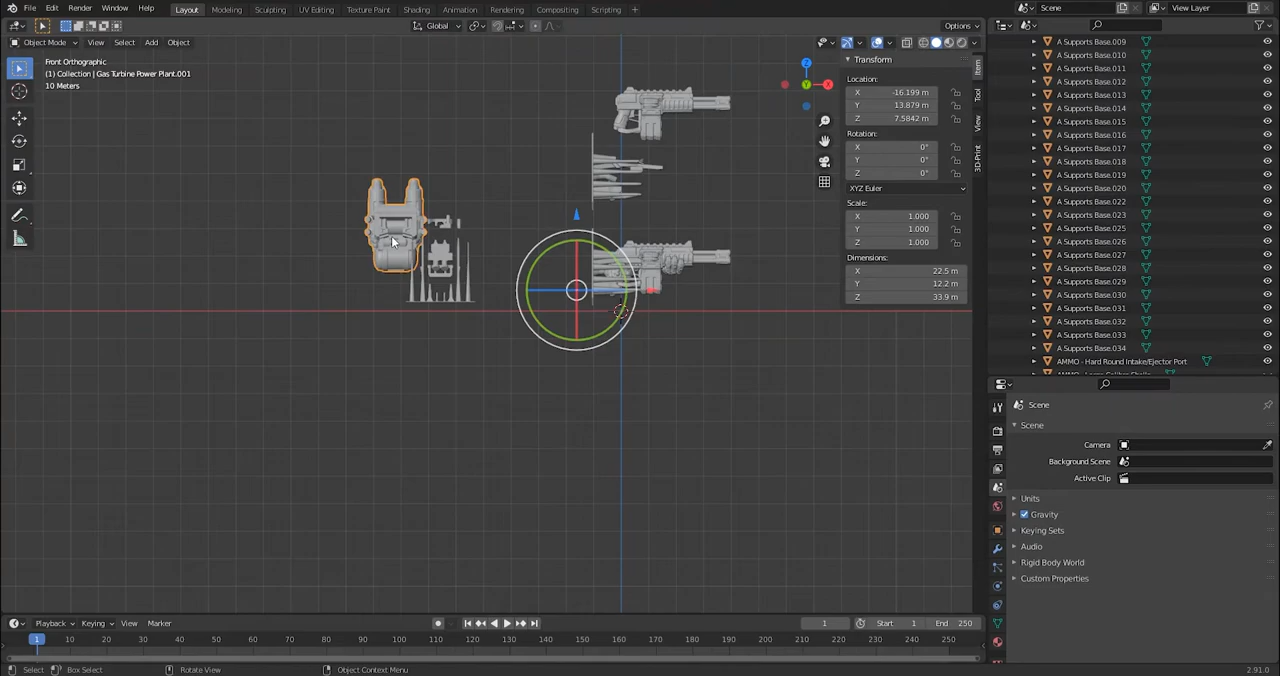 File Edit Render Window Help Layout Modeling Sculpting UV Editing Texture Paint Shading Animation Rendering Compositing Scripting + Scene View Layer
Global Options
Object Mode View Select Add Object
Front Orthographic
(1) Collection | Gas Turbine Power Plant.001
10 Meters
Z
X
Y
Transform
Location:
X -16.199 m
Y 13.879 m
Z 7.5842 m
Rotation:
X 0°
Y 0°
Z 0°
XYZ Euler
Scale:
X 1.000
Y 1.000
Z 1.000
Dimensions:
X 22.5 m
Y 12.2 m
Z 33.9 m
Item
Tool
View
3D-Print
A Supports Base.009
A Supports Base.010
A Supports Base.011
A Supports Base.012
A Supports Base.013
A Supports Base.014
A Supports Base.015
A Supports Base.016
A Supports Base.017
A Supports Base.018
A Supports Base.019
A Supports Base.020
A Supports Base.022
A Supports Base.023
A Supports Base.025
A Supports Base.026
A Supports Base.027
A Supports Base.028
A Supports Base.029
A Supports Base.030
A Supports Base.031
A Supports Base.032
A Supports Base.033
A Supports Base.034
AMMO - Hard Round Intake/Ejector Port
Scene
Scene
Camera
Background Scene
Active Clip
Units
Gravity
Keying Sets
Audio
Rigid Body World
Custom Properties
Playback Keying View Marker 1 Start 1 End 250
1 10 20 30 40 50 60 70 80 90 100 110 120 130 140 150 160 170 180 190 200 210 220 230 240 250
Select Box Select Rotate View Object Context Menu 2.91.0